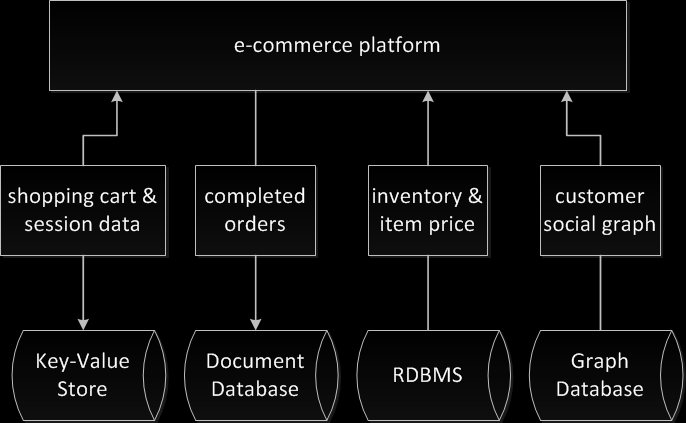 e-commerce platform
shopping cart &
session data
completed
orders
inventory &
item price
customer
social graph
Key-Value
Store
Document
Database
RDBMS
Graph
Database